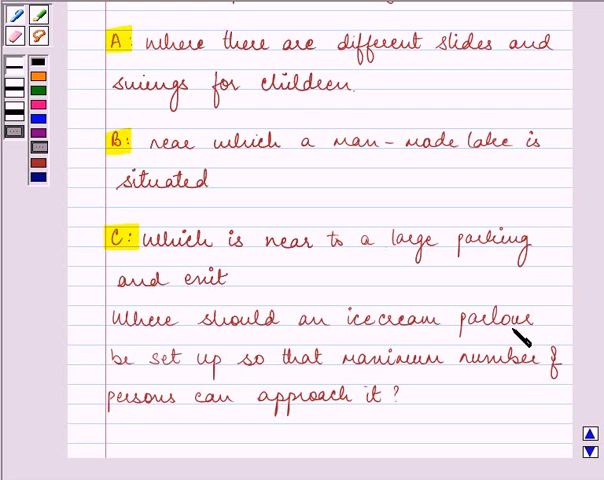 A: Where there are different slides and
swings for children.
B: near which a man-made lake is
situated
C: Which is near to a large parking
and exit
Where should an icecream parlour
be set up so that maximum number of
persons can approach it?